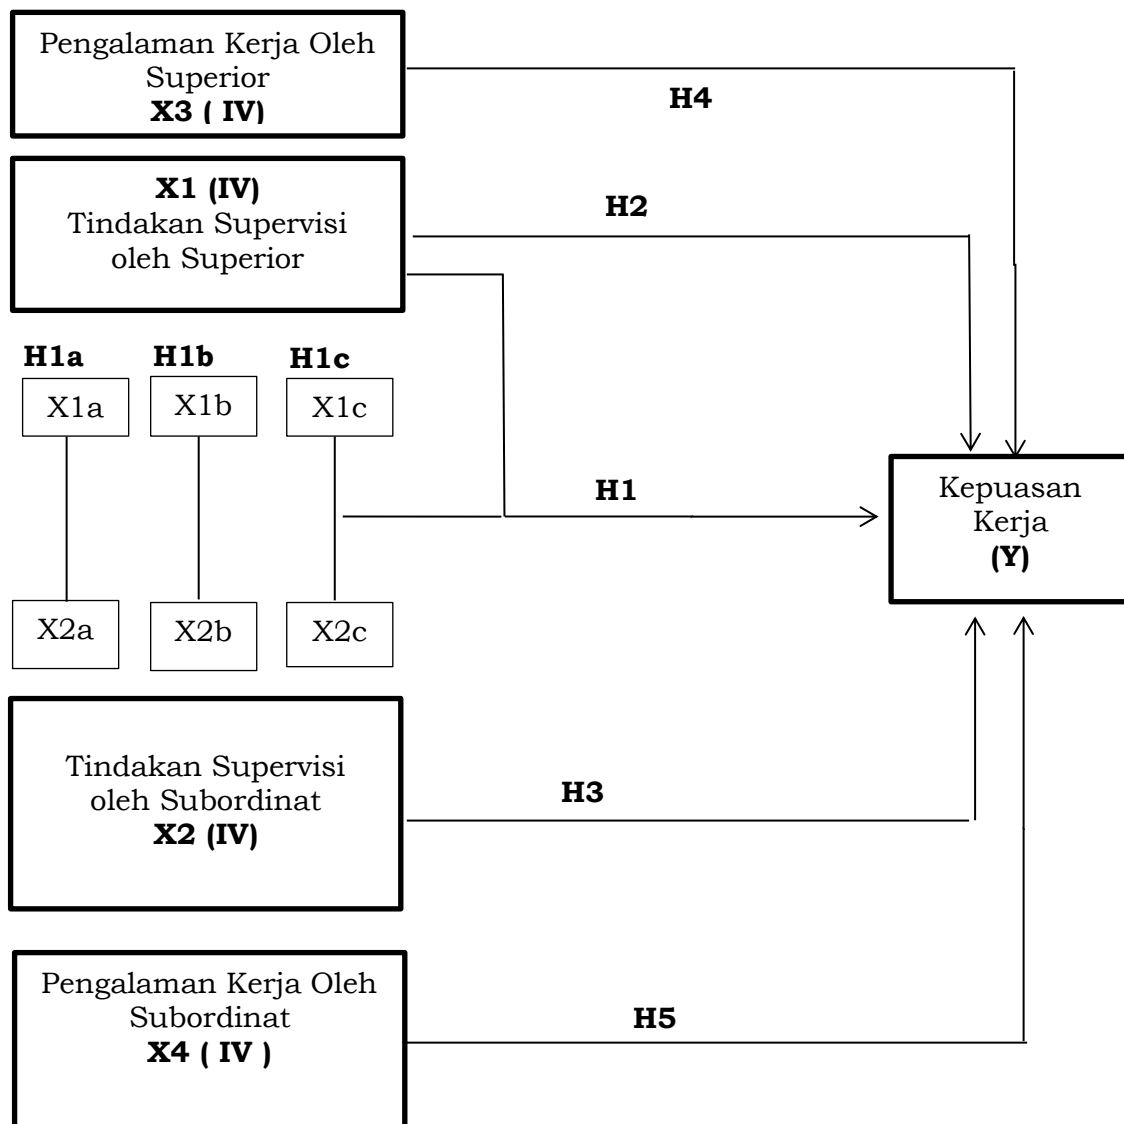 Pengalaman Kerja Oleh
Superior
X3 ( IV)
H4
X1 (IV)
Tindakan Supervisi
oleh Superior
H2
H1a
H1b
H1c
X1a
X1b
X1c
H1
Kepuasan
Kerja
(Y)
X2a
X2b
X2c
Tindakan Supervisi
oleh Subordinat
X2 (IV)
H3
Pengalaman Kerja Oleh
Subordinat
X4 ( IV )
H5